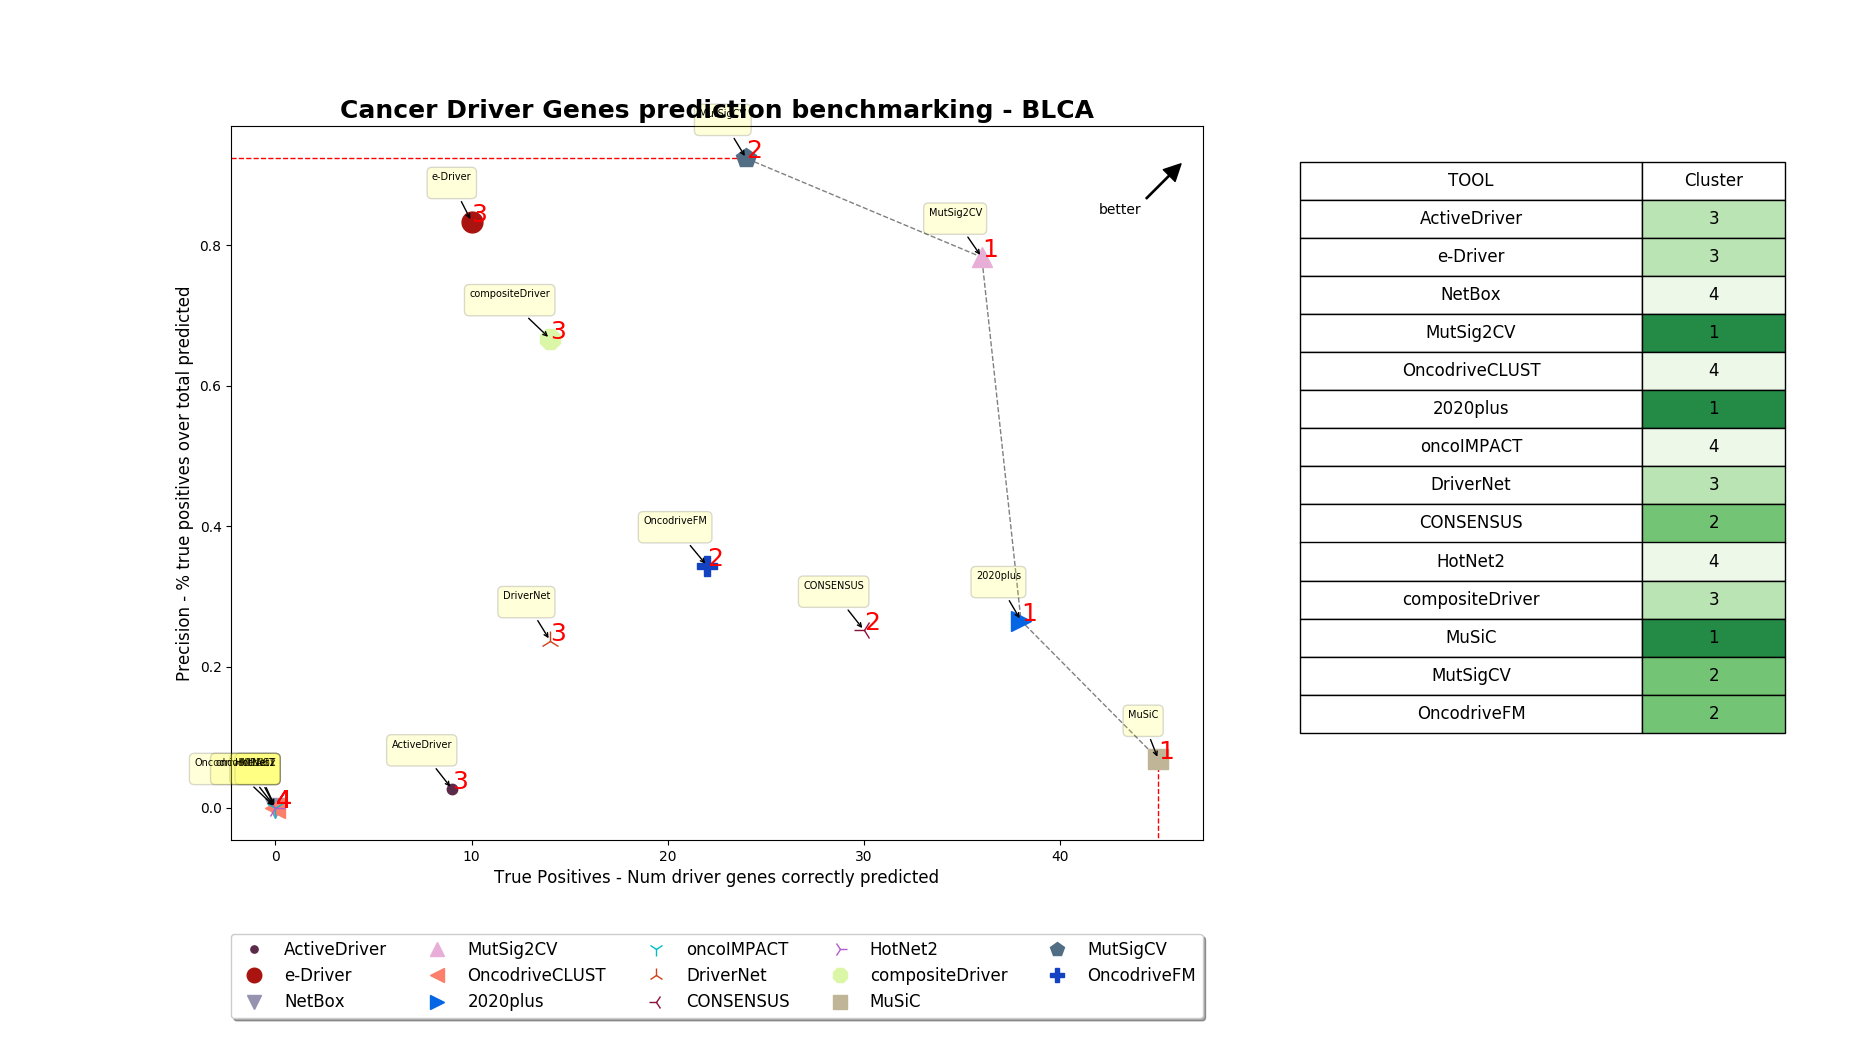 Cancer Driver Genes prediction benchmarking - BLCA
Precision - % true positives over total predicted
0.8
0.6
0.4
0.2
0.0
0
10
20
30
40
True Positives - Num driver genes correctly predicted
better
2
e-Driver
3
MutSig2CV
1
compositeDriver
3
OncodriveFM
2
DriverNet
3
CONSENSUS
2
2020plus
1
MuSiC
1
ActiveDriver
3
4
TOOL Cluster
ActiveDriver 3
e-Driver 3
NetBox 4
MutSig2CV 1
OncodriveCLUST 4
2020plus 1
oncoIMPACT 4
DriverNet 3
CONSENSUS 2
HotNet2 4
compositeDriver 3
MuSiC 1
MutSigCV 2
OncodriveFM 2
ActiveDriver MutSig2CV oncoIMPACT HotNet2 MutSigCV
e-Driver OncodriveCLUST DriverNet compositeDriver OncodriveFM
NetBox 2020plus CONSENSUS MuSiC